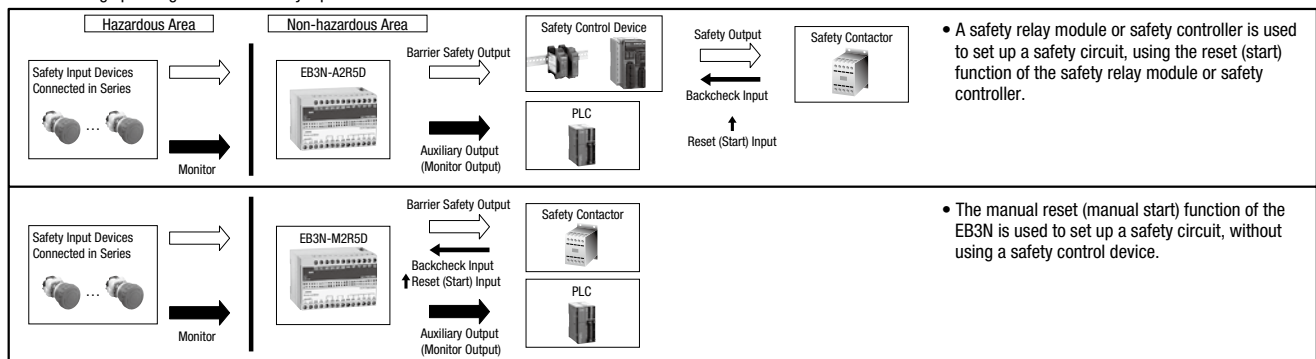 Hazardous Area
Non-hazardous Area
Safety Input Devices
Connected in Series
Monitor
EB3N-A2R5D
Barrier Safety Output
Auxiliary Output
(Monitor Output)
Safety Control Device
PLC
Safety Output
Backcheck Input
Reset (Start) Input
Safety Contactor
• A safety relay module or safety controller is used
to set up a safety circuit, using the reset (start)
function of the safety relay module or safety
controller.
Safety Input Devices
Connected in Series
Monitor
EB3N-M2R5D
Barrier Safety Output
Backcheck Input
Reset (Start) Input
Auxiliary Output
(Monitor Output)
Safety Contactor
PLC
• The manual reset (manual start) function of the
EB3N is used to set up a safety circuit, without
using a safety control device.